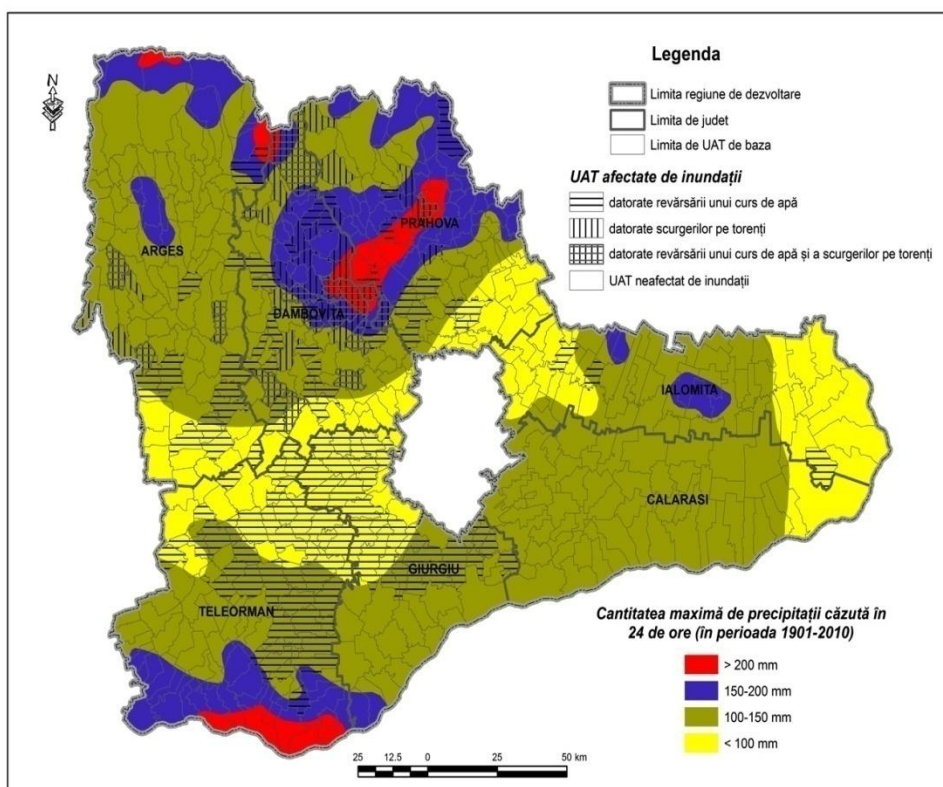 N
Legenda
Limita regiune de dezvoltare
Limita de judet
Limita de UAT de baza
UAT afectate de inundații
datorate revărsării unui curs de apă
datorate scurgerilor pe torenți
datorate revărsării unui curs de apă și a scurgerilor pe torenți
UAT neafectat de inundații
PRAHOVA
ARGES
DAMBOVITA
IALOMITA
CALARASI
GIURGIU
TELEORMAN
Cantitatea maximă de precipitații căzută în
24 de ore (în perioada 1901-2010)
> 200 mm
150-200 mm
100-150 mm
< 100 mm
25 12.5 0 25 50 km